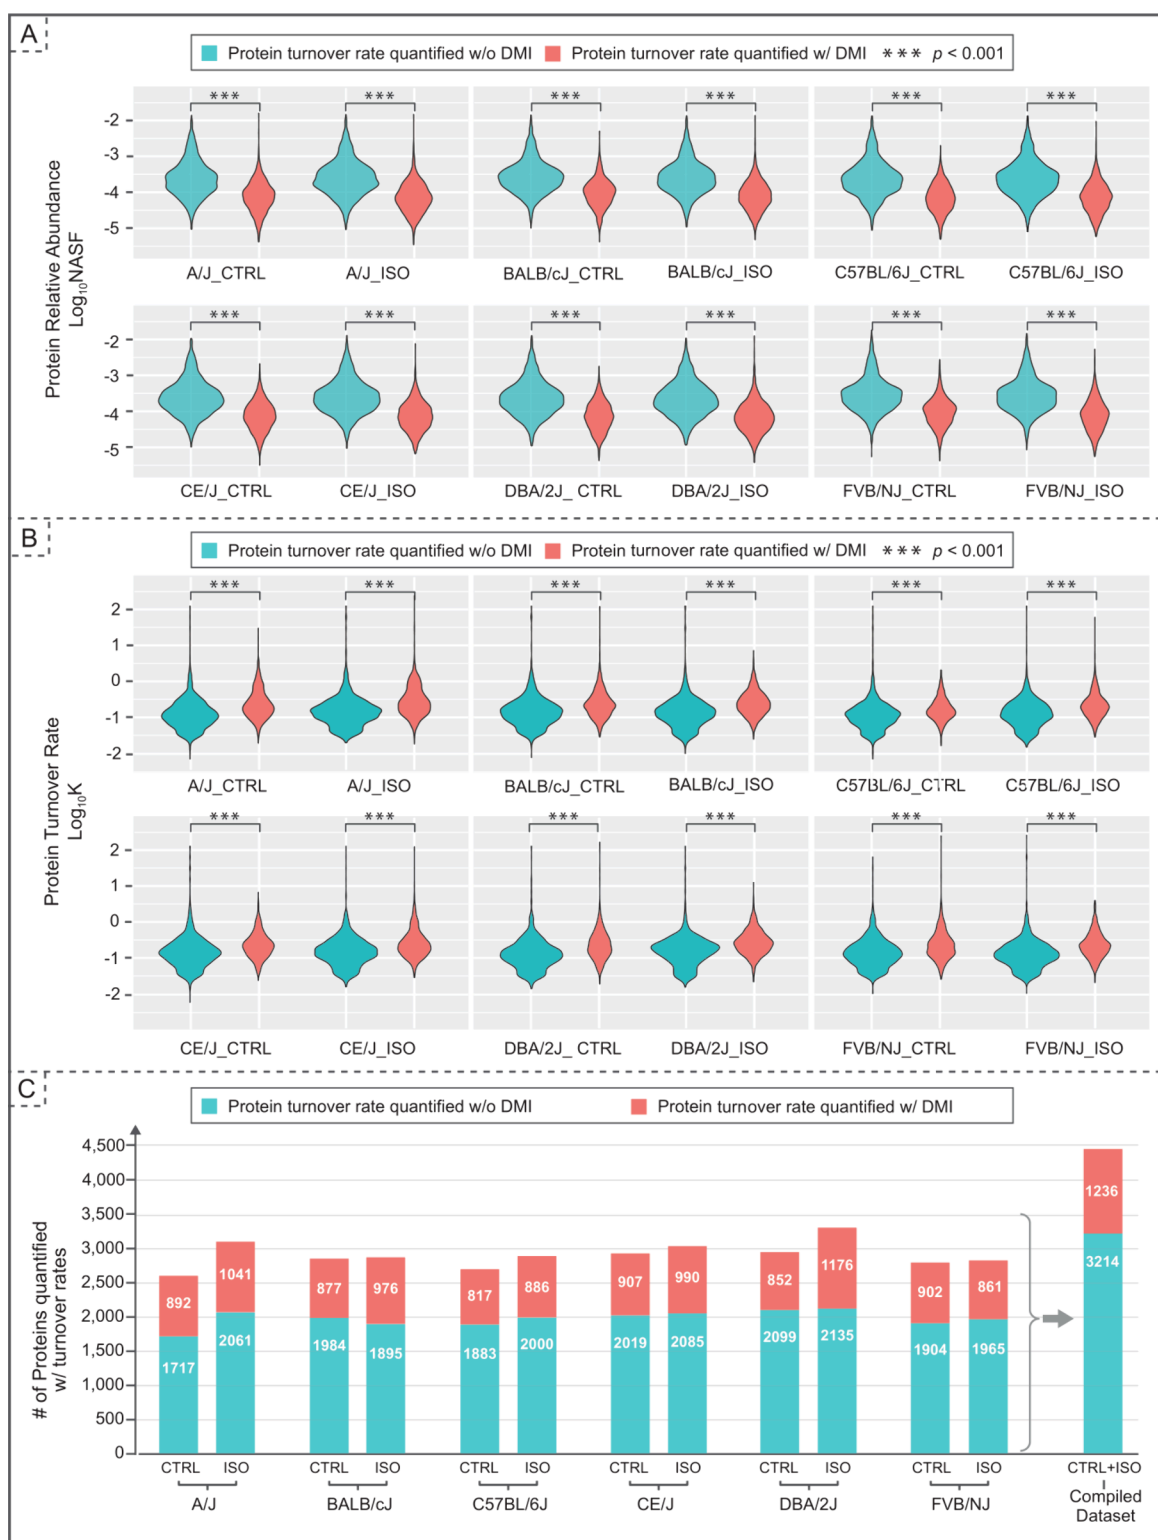 A
Protein turnover rate quantified w/o DMI Protein turnover rate quantified w/ DMI *** p < 0.001
Protein Relative Abundance
Log10NASF
*** *** *** *** *** ***
-2
-3
-4
-5
A/J_CTRL A/J_ISO BALB/cJ_CTRL BALB/cJ_ISO C57BL/6J_CTRL C57BL/6J_ISO
*** *** *** *** *** ***
-2
-3
-4
-5
CE/J_CTRL CE/J_ISO DBA/2J_ CTRL DBA/2J_ISO FVB/NJ_CTRL FVB/NJ_ISO
B
Protein turnover rate quantified w/o DMI Protein turnover rate quantified w/ DMI *** p < 0.001
Protein Turnover Rate
Log10K
*** *** *** *** *** ***
2
1
0
-1
-2
A/J_CTRL A/J_ISO BALB/cJ_CTRL BALB/cJ_ISO C57BL/6J_CTRL C57BL/6J_ISO
*** *** *** *** *** ***
2
1
0
-1
-2
CE/J_CTRL CE/J_ISO DBA/2J_ CTRL DBA/2J_ISO FVB/NJ_CTRL FVB/NJ_ISO
C
Protein turnover rate quantified w/o DMI Protein turnover rate quantified w/ DMI
# of Proteins quantified
w/ turnover rates
4,500
4,000
3,500
3,000
2,500
2,000
1,500
1,000
500
0
892 1041 877 976 817 886 907 990 852 1176 902 861 1236
1717 2061 1984 1895 1883 2000 2019 2085 2099 2135 1904 1965 3214
CTRL ISO CTRL ISO CTRL ISO CTRL ISO CTRL ISO CTRL ISO CTRL+ISO
A/J BALB/cJ C57BL/6J CE/J DBA/2J FVB/NJ Compiled
Dataset